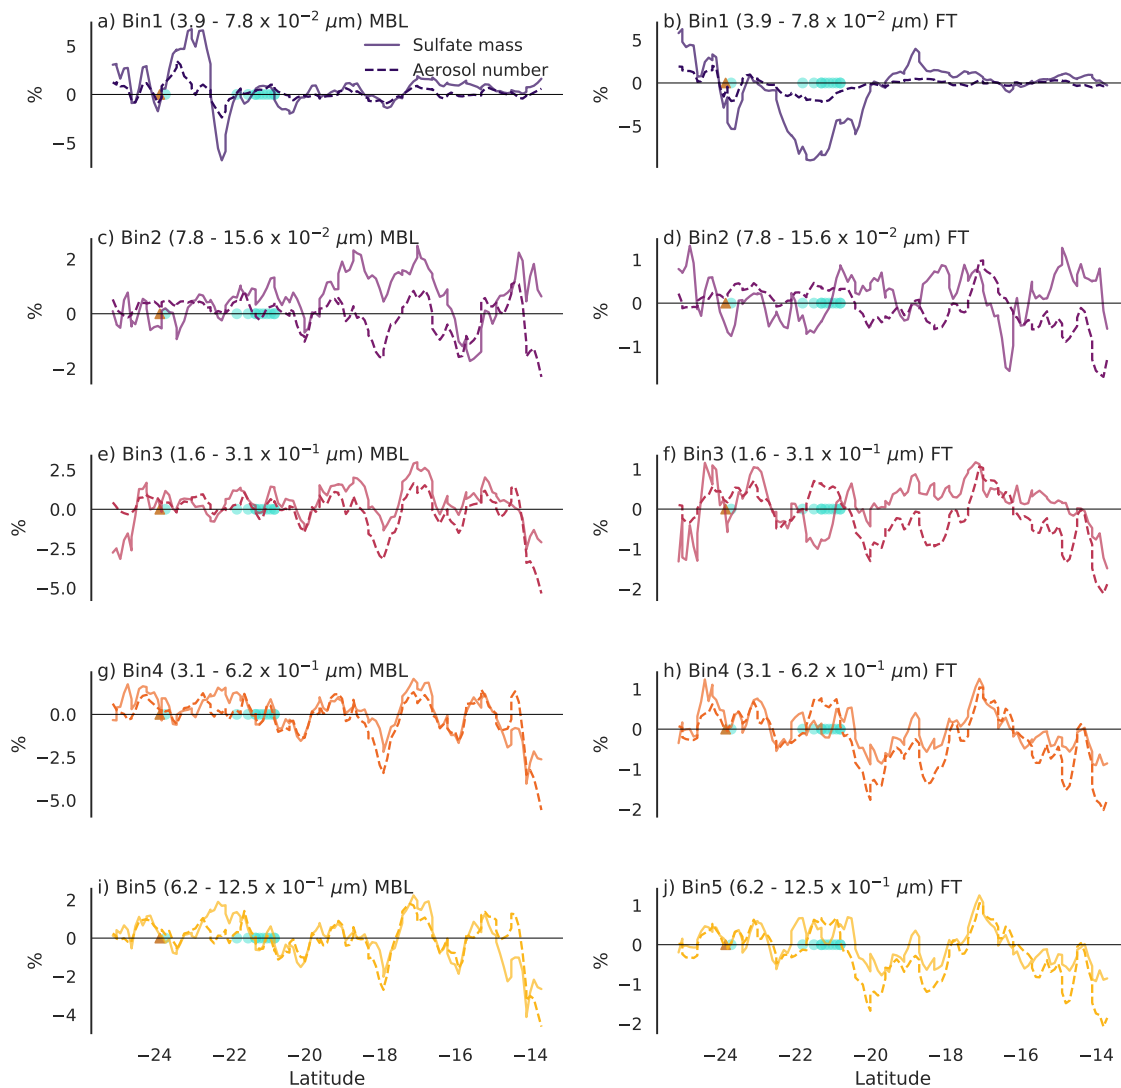 a) Bin1 (3.9 - 7.8 x 10⁻² μm) MBL
Sulfate mass
Aerosol number
%
5
0
−5
b) Bin1 (3.9 - 7.8 x 10⁻² μm) FT
%
5
0
−5
c) Bin2 (7.8 - 15.6 x 10⁻² μm) MBL
%
2
0
−2
d) Bin2 (7.8 - 15.6 x 10⁻² μm) FT
%
1
0
−1
e) Bin3 (1.6 - 3.1 x 10⁻¹ μm) MBL
%
2.5
0.0
−2.5
−5.0
f) Bin3 (1.6 - 3.1 x 10⁻¹ μm) FT
%
1
0
−1
−2
g) Bin4 (3.1 - 6.2 x 10⁻¹ μm) MBL
%
0.0
−2.5
−5.0
h) Bin4 (3.1 - 6.2 x 10⁻¹ μm) FT
%
1
0
−1
−2
i) Bin5 (6.2 - 12.5 x 10⁻¹ μm) MBL
%
2
0
−2
−4
−24 −22 −20 −18 −16 −14
Latitude
j) Bin5 (6.2 - 12.5 x 10⁻¹ μm) FT
%
1
0
−1
−2
−24 −22 −20 −18 −16 −14
Latitude